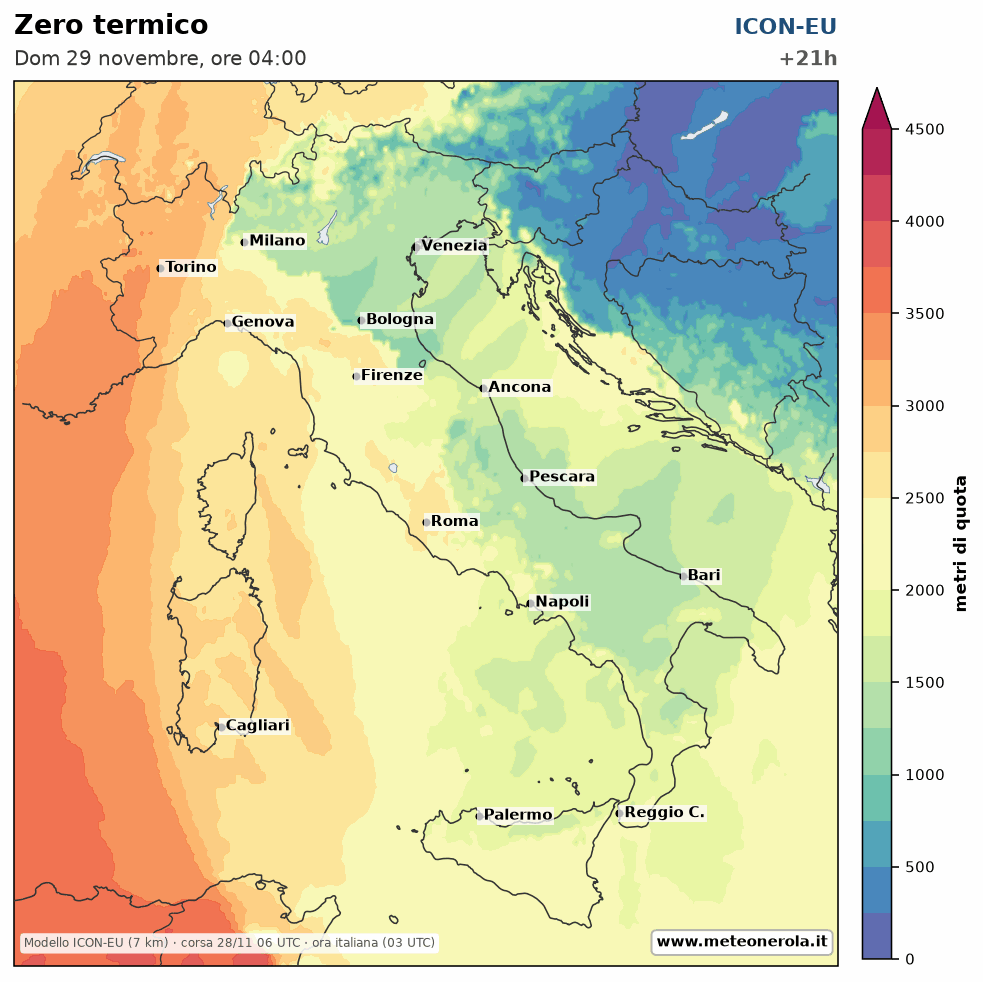 Zero termico
ICON-EU
Dom 29 novembre, ore 04:00
+21h
Milano
Venezia
Torino
Bologna
Genova
Firenze
Ancona
Pescara
Roma
Bari
Napoli
Cagliari
Palermo
Reggio C.
4500
4000
3500
3000
2500
2000
1500
1000
500
0
metri di quota
Modello ICON-EU (7 km) · corsa 28/11 06 UTC · ora italiana (03 UTC)
www.meteonerola.it